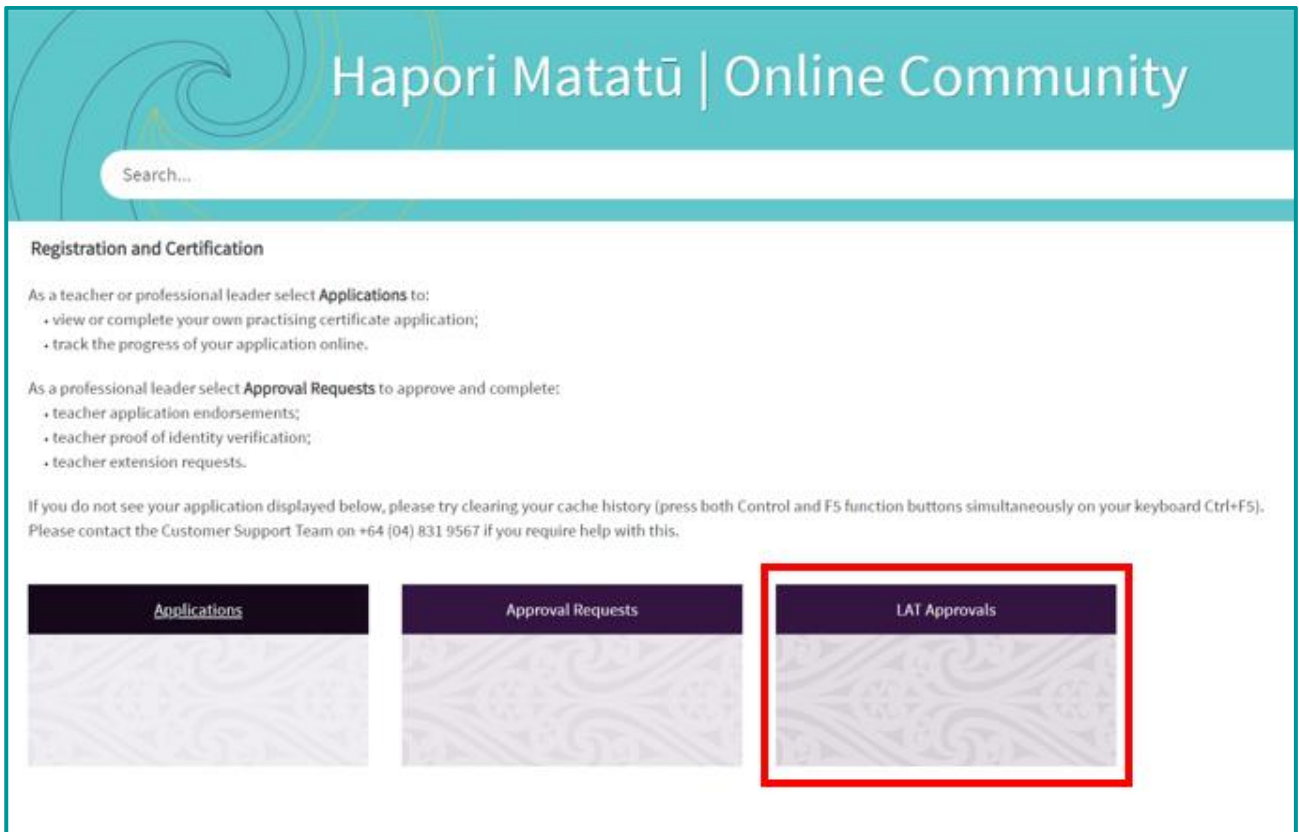 Hapori Matatū | Online Community
Search...
Registration and Certification
As a teacher or professional leader select Applications to:
• view or complete your own practising certificate application;
• track the progress of your application online.
As a professional leader select Approval Requests to approve and complete:
• teacher application endorsements;
• teacher proof of identity verification;
• teacher extension requests.
If you do not see your application displayed below, please try clearing your cache history (press both Control and F5 function buttons simultaneously on your keyboard Ctrl+F5).
Please contact the Customer Support Team on +64 (04) 831 9567 if you require help with this.
Applications
Approval Requests
LAT Approvals